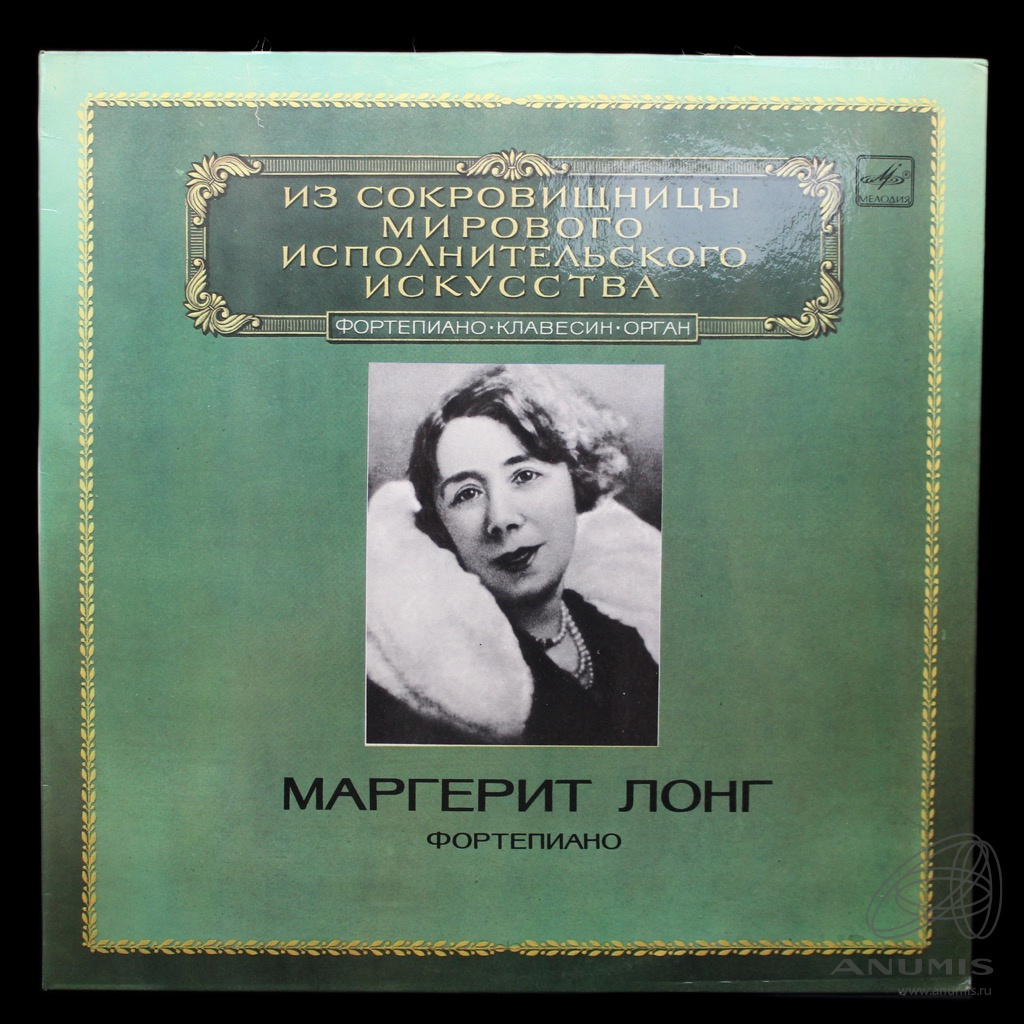 ИЗ СОКРОВИЩНИЦЫ
МИРОВОГО
ИСПОЛНИТЕЛЬСКОГО
ИСКУССТВА
ФОРТЕПИАНО·КЛАВЕСИН·ОРГАН
МЕЛОДИЯ
МАРГЕРИТ ЛОНГ
ФОРТЕПИАНО
ANUMIS
www.anumis.ru